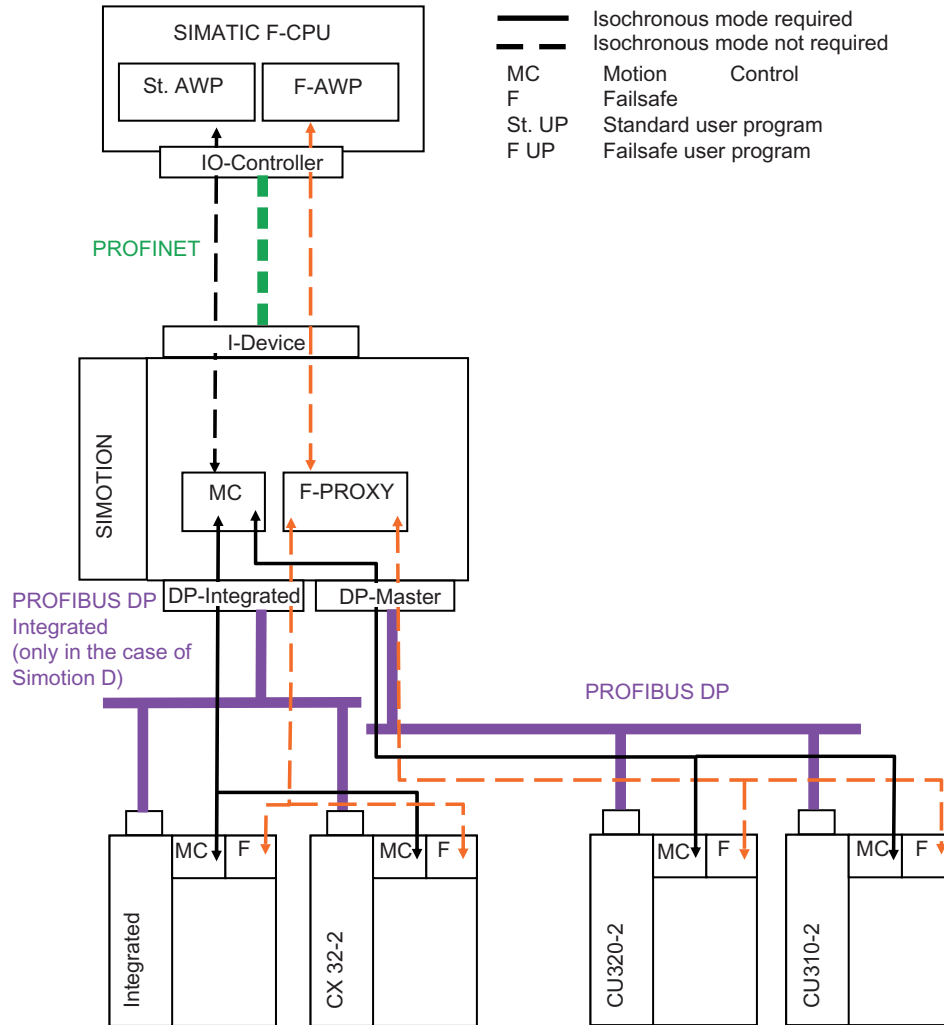 SIMATIC F-CPU
St. AWP
F-AWP
IO-Controller
Isochronous mode required
Isochronous mode not required
MC Motion Control
F Failsafe
St. UP Standard user program
F UP Failsafe user program
PROFINET
I-Device
SIMOTION
MC
F-PROXY
DP-Integrated
DP-Master
PROFIBUS DP
Integrated
(only in the case of
Simotion D)
PROFIBUS DP
Integrated
MC
F
CX 32-2
MC
F
CU320-2
MC
F
CU310-2
MC
F